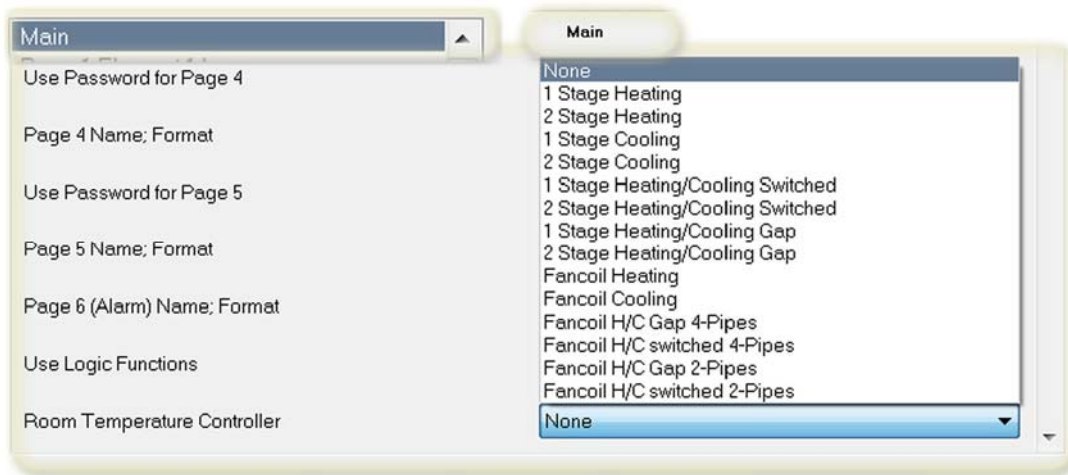 Main
Main
Use Password for Page 4
Page 4 Name; Format
Use Password for Page 5
Page 5 Name; Format
Page 6 (Alarm) Name; Format
Use Logic Functions
Room Temperature Controller
None
1 Stage Heating
2 Stage Heating
1 Stage Cooling
2 Stage Cooling
1 Stage Heating/Cooling Switched
2 Stage Heating/Cooling Switched
1 Stage Heating/Cooling Gap
2 Stage Heating/Cooling Gap
Fancoil Heating
Fancoil Cooling
Fancoil H/C Gap 4-Pipes
Fancoil H/C switched 4-Pipes
Fancoil H/C Gap 2-Pipes
Fancoil H/C switched 2-Pipes
None